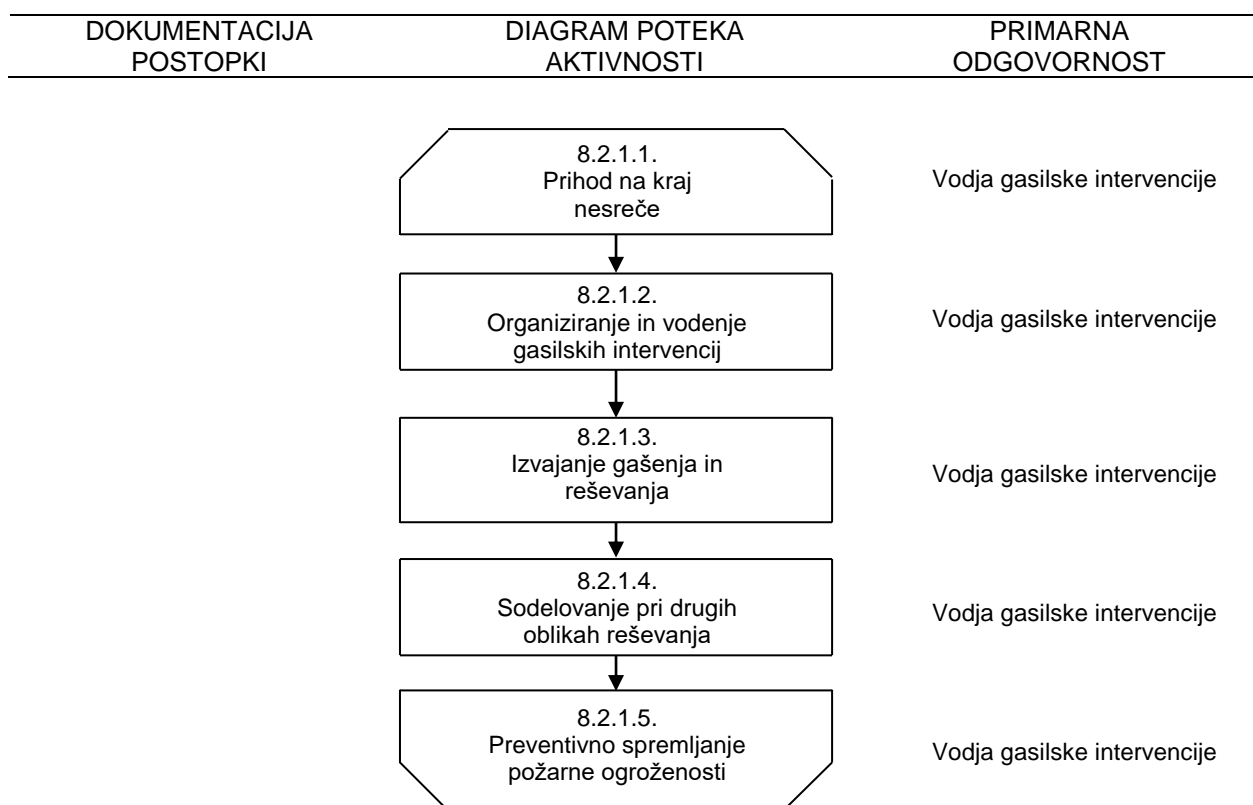 DOKUMENTACIJA
POSTOPKI
DIAGRAM POTEKA
AKTIVNOSTI
PRIMARNA
ODGOVORNOST
8.2.1.1.
Prihod na kraj
nesreče
Vodja gasilske intervencije
8.2.1.2.
Organiziranje in vodenje
gasilskih intervencij
Vodja gasilske intervencije
8.2.1.3.
Izvajanje gašenja in
reševanja
Vodja gasilske intervencije
8.2.1.4.
Sodelovanje pri drugih
oblikah reševanja
Vodja gasilske intervencije
8.2.1.5.
Preventivno spremljanje
požarne ogroženosti
Vodja gasilske intervencije